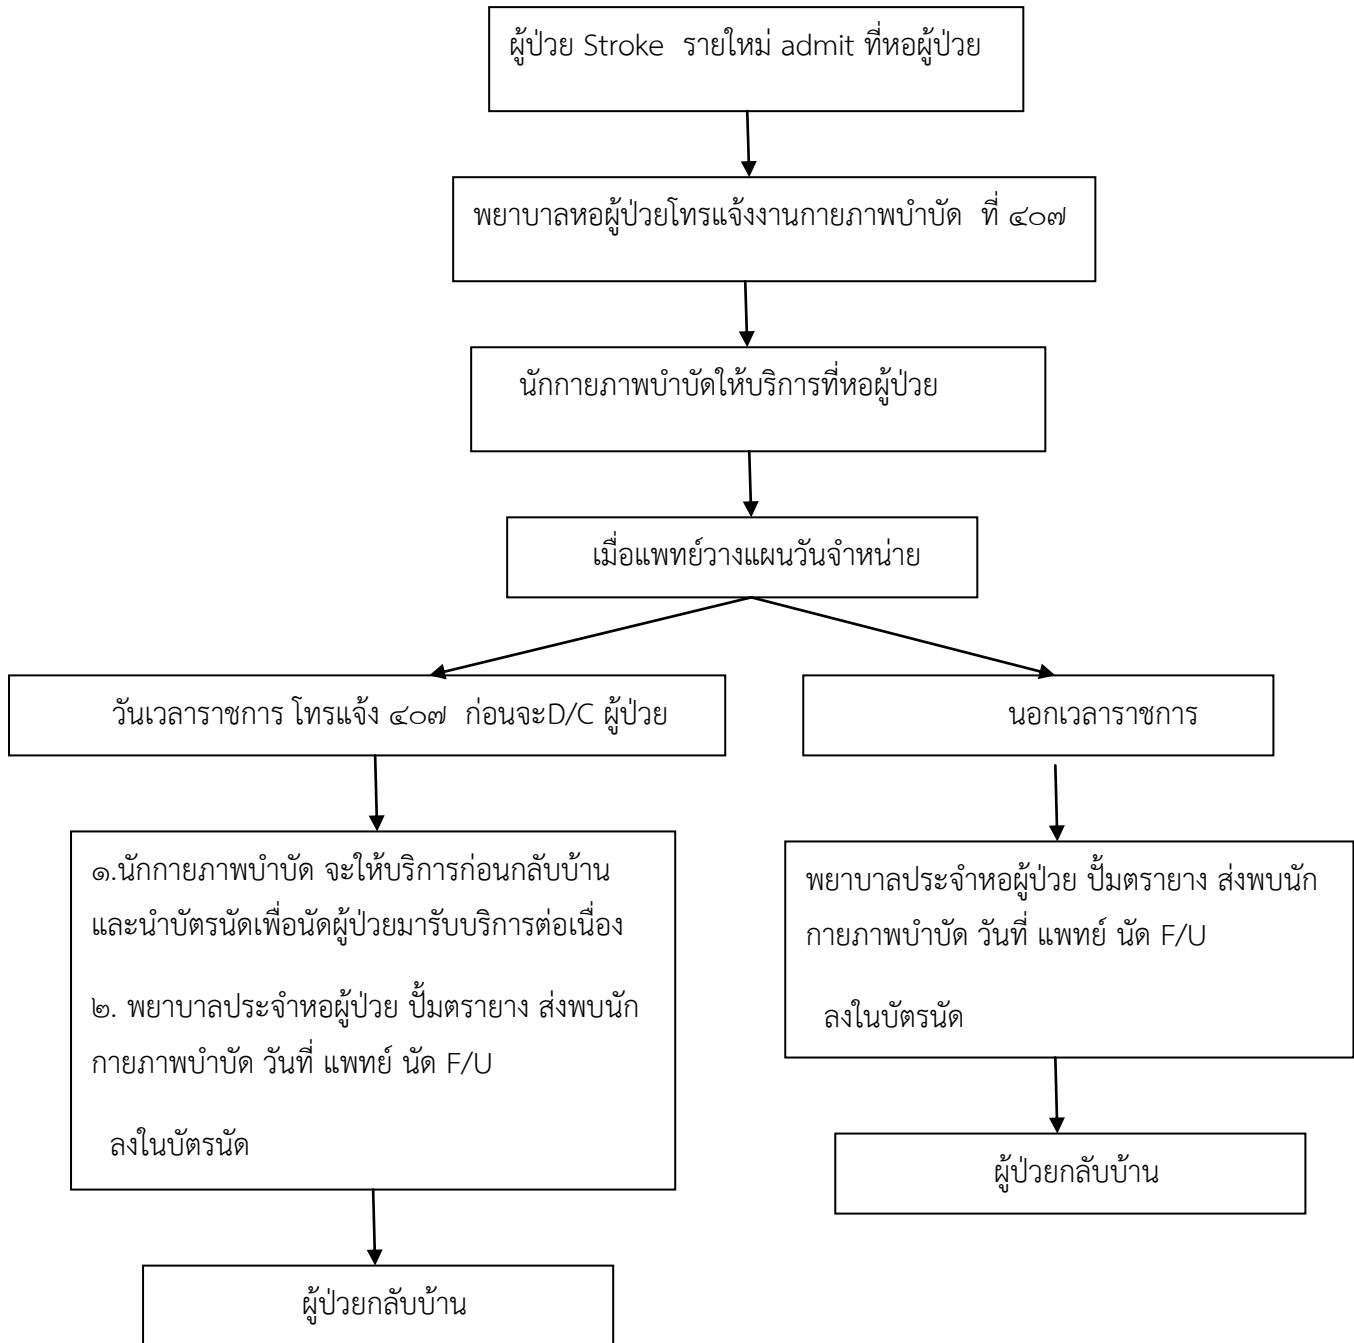 ผู้ป่วย Stroke รายใหม่ admit ที่หอผู้ป่วย
พยาบาลหอผู้ป่วยโทรแจ้งงานกายภาพบำบัด ที่ ๔๐๗
นักกายภาพบำบัดให้บริการที่หอผู้ป่วย
เมื่อแพทย์วางแผนวันจำหน่าย
วันเวลาราชการ โทรแจ้ง ๔๐๗ ก่อนจะD/C ผู้ป่วย
๑.นักกายภาพบำบัด จะให้บริการก่อนกลับบ้าน
และนำบัตรนัดเพื่อนัดผู้ป่วยมารับบริการต่อเนื่อง
๒. พยาบาลประจำหอผู้ป่วย ปั้มตรายาง ส่งพบนัก
กายภาพบำบัด วันที่ แพทย์ นัด F/U
ลงในบัตรนัด
ผู้ป่วยกลับบ้าน
นอกเวลาราชการ
พยาบาลประจำหอผู้ป่วย ปั้มตรายาง ส่งพบนัก
กายภาพบำบัด วันที่ แพทย์ นัด F/U
ลงในบัตรนัด
ผู้ป่วยกลับบ้าน